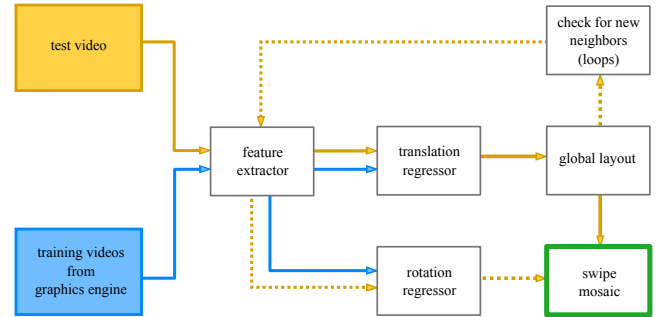 test video
check for new
neighbors
(loops)
feature
extractor
translation
regressor
global layout
training videos
from
graphics engine
rotation
regressor
swipe
mosaic